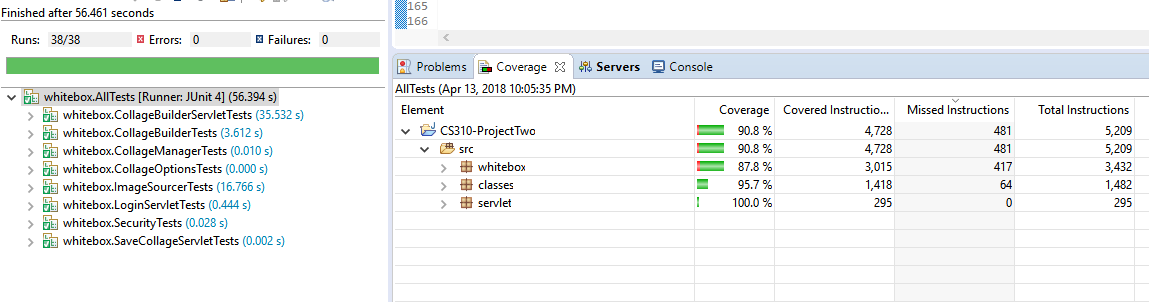 Finished after 56.461 seconds
Runs: 38/38 Errors: 0 Failures: 0
whitebox.AllTests [Runner: JUnit 4] (56.394 s)
whitebox.CollageBuilderServletTests (35.532 s)
whitebox.CollageBuilderTests (3.612 s)
whitebox.CollageManagerTests (0.010 s)
whitebox.CollageOptionsTests (0.000 s)
whitebox.ImageSourcerTests (16.766 s)
whitebox.LoginServletTests (0.444 s)
whitebox.SecurityTests (0.028 s)
whitebox.SaveCollageServletTests (0.002 s)
165
166
Problems Coverage Servers Console
AllTests (Apr 13, 2018 10:05:35 PM)
Element Coverage Covered Instructio... Missed Instructions Total Instructions
CS310-ProjectTwo 90.8 % 4,728 481 5,209
src 90.8 % 4,728 481 5,209
whitebox 87.8 % 3,015 417 3,432
classes 95.7 % 1,418 64 1,482
servlet 100.0 % 295 0 295